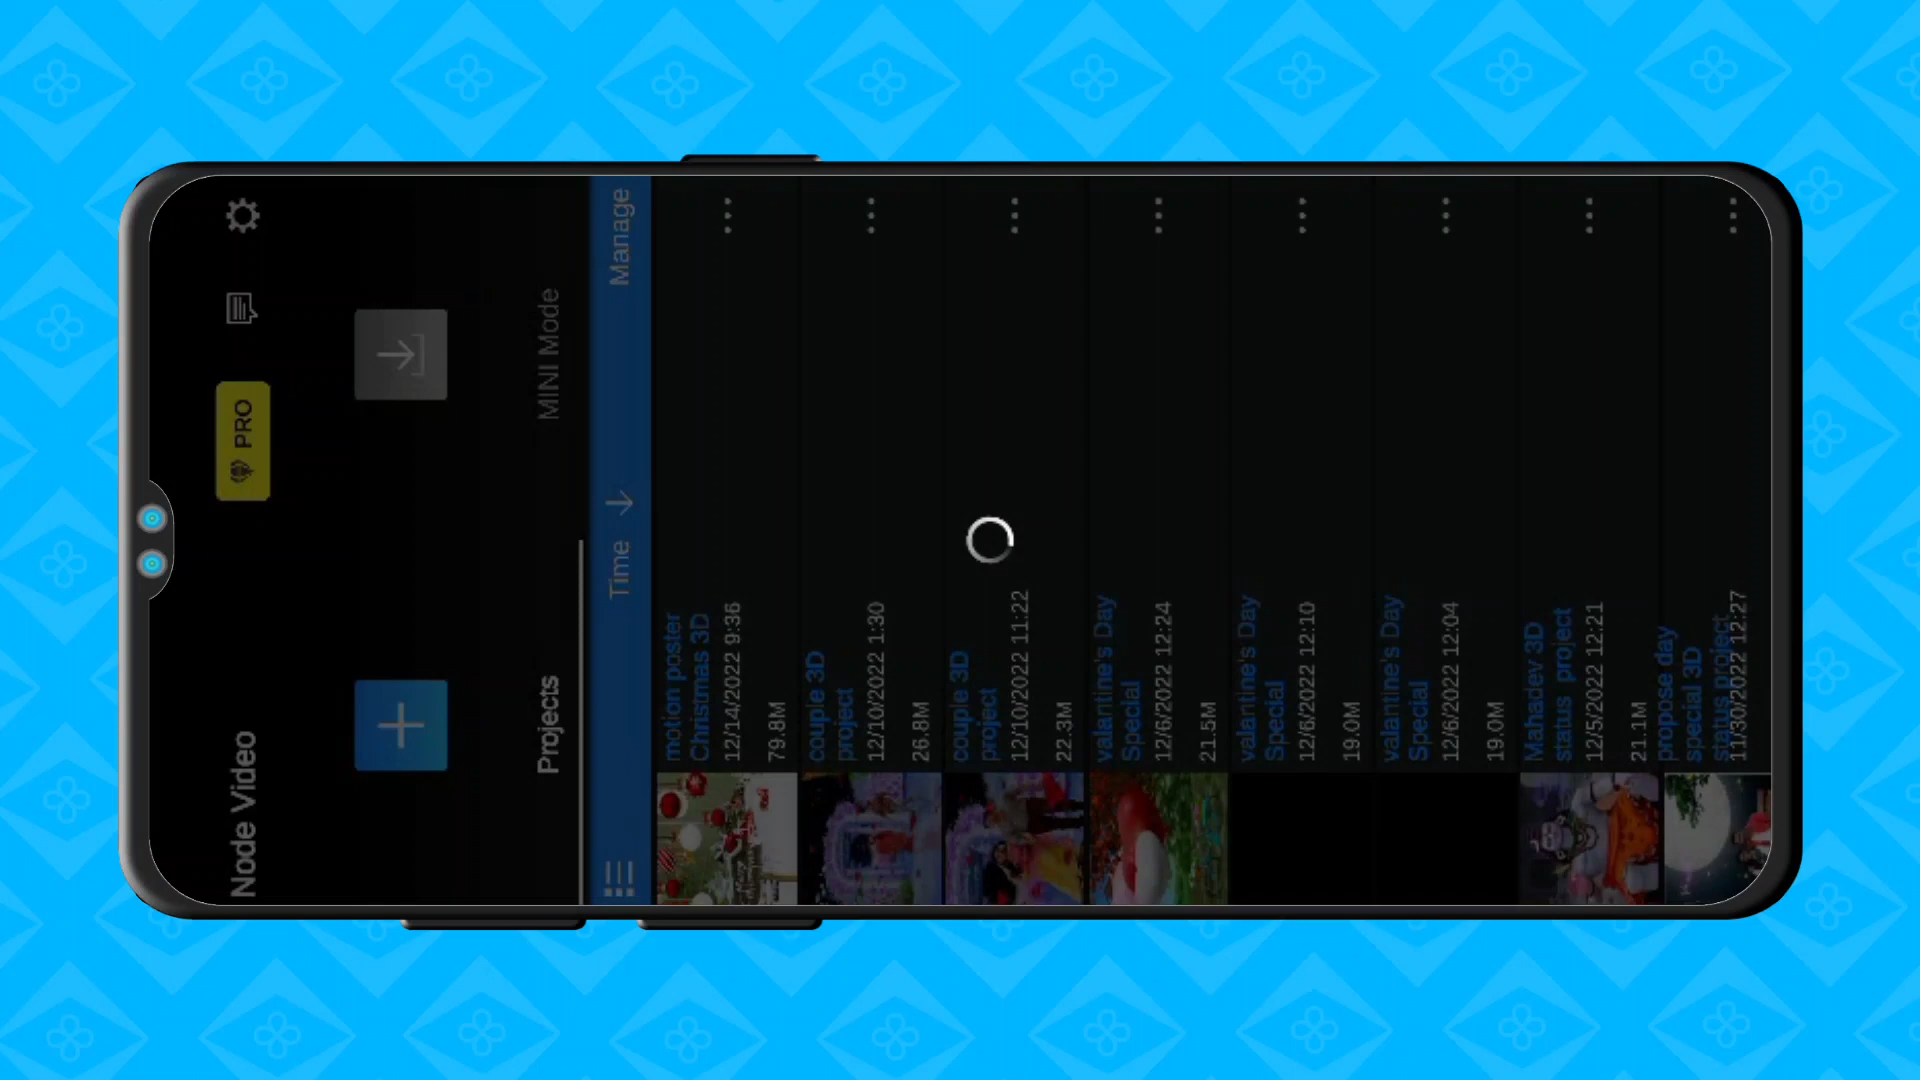 Node Video
PRO
Projects
MINI Mode
Time
Manage
motion poster
Christmas 3D
12/14/2022 9:36
79.8M
couple 3D
project
12/10/2022 1:30
26.8M
couple 3D
project
12/10/2022 11:22
22.3M
valantine's Day
Special
12/6/2022 12:24
21.5M
valantine's Day
Special
12/6/2022 12:10
19.0M
valantine's Day
Special
12/6/2022 12:04
19.0M
Mahadev 3D
status project
12/5/2022 12:21
21.1M
propose day
special 3D
status project
11/30/2022 12:27